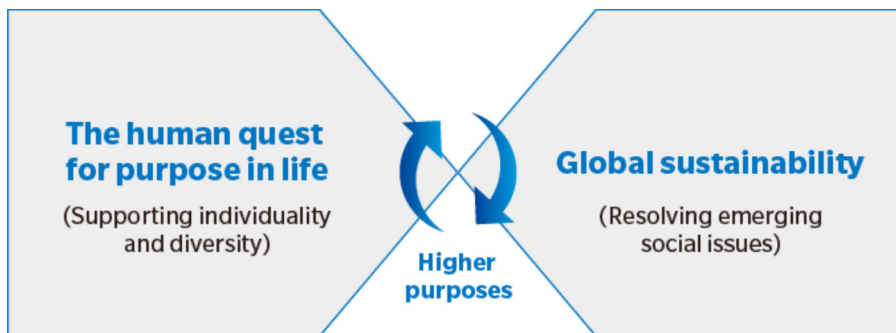 The human quest
for purpose in life
(Supporting individuality
and diversity)
Higher
purposes
Global sustainability
(Resolving emerging
social issues)